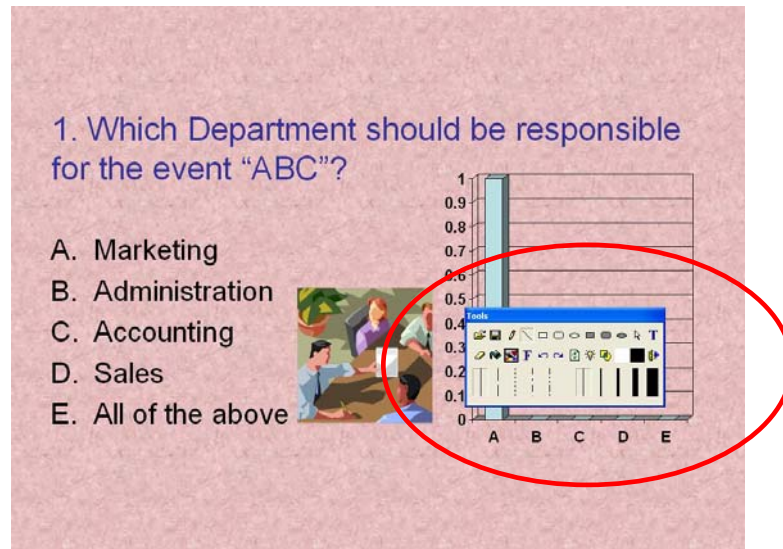 1. Which Department should be responsible
for the event “ABC”?
A. Marketing
B. Administration
C. Accounting
D. Sales
E. All of the above
1
0.9
0.8
0.7
0.6
0.5
0.4
0.3
0.2
0.1
0
A B C D E
Tools
T
F